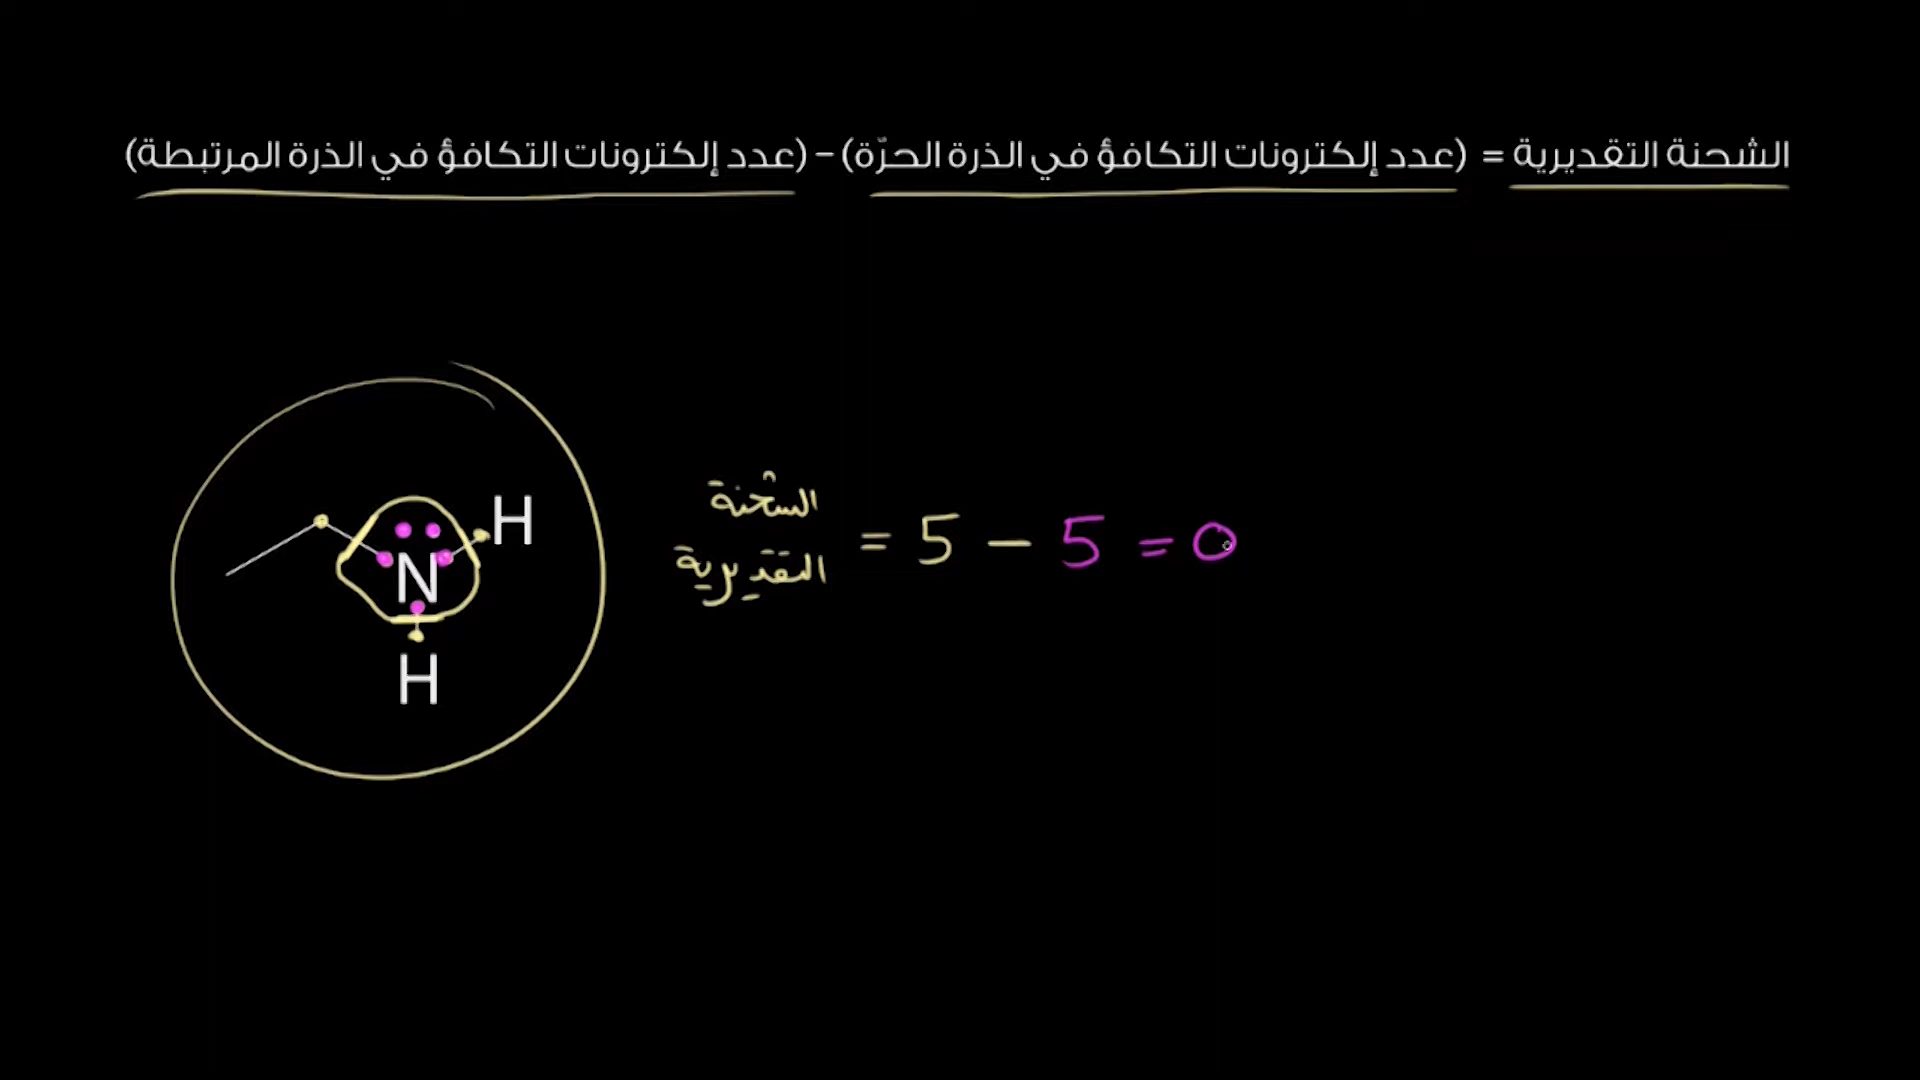 الشحنة التقديرية = (عدد إلكترونات التكافؤ في الذرة الحرّة) – (عدد إلكترونات التكافؤ في الذرة المرتبطة)
H
N
H
الشحنة
التقديرية
= 5 – 5 = 0